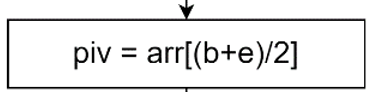 piv = arr[(b+e)/2]